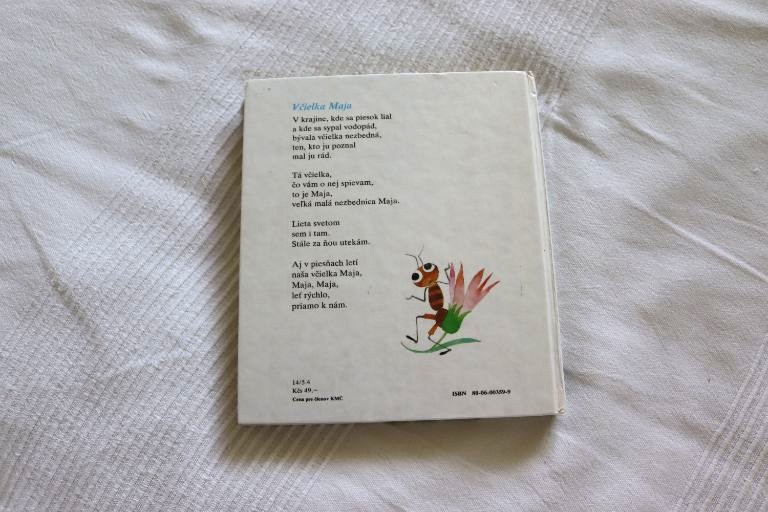 Včielka Maja
V krajine, kde sa piesok lial
a kde sa sypal vodopád,
bývala včielka nezbedná,
ten, kto ju poznal
mal ju rád.
Tá včielka,
čo vám o nej spievam,
to je Maja,
veľká malá nezbednica Maja.
Lieta svetom
sem i tam.
Stále za ňou utekám.
Aj v piesňach letí
naša včielka Maja,
Maja, Maja,
leť rýchlo,
priamo k nám.
14/5.4
Kčs 49,–
Cena pre členov KMČ
ISBN 80-06-00359-9